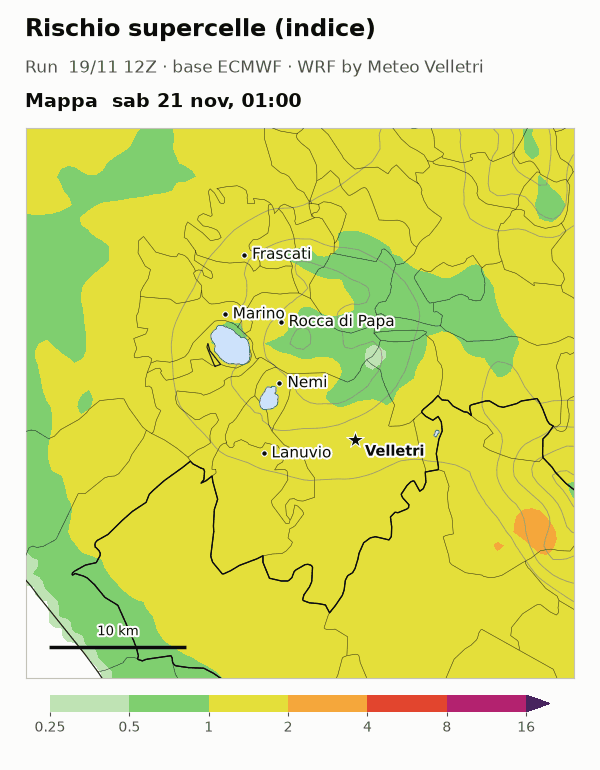 Rischio supercelle (indice)
Run  19/11 12Z · base ECMWF · WRF by Meteo Velletri
Mappa  sab 21 nov, 01:00
Frascati
Marino
Rocca di Papa
Nemi
Velletri
Lanuvio
10 km
0.25 0.5 1 2 4 8 16